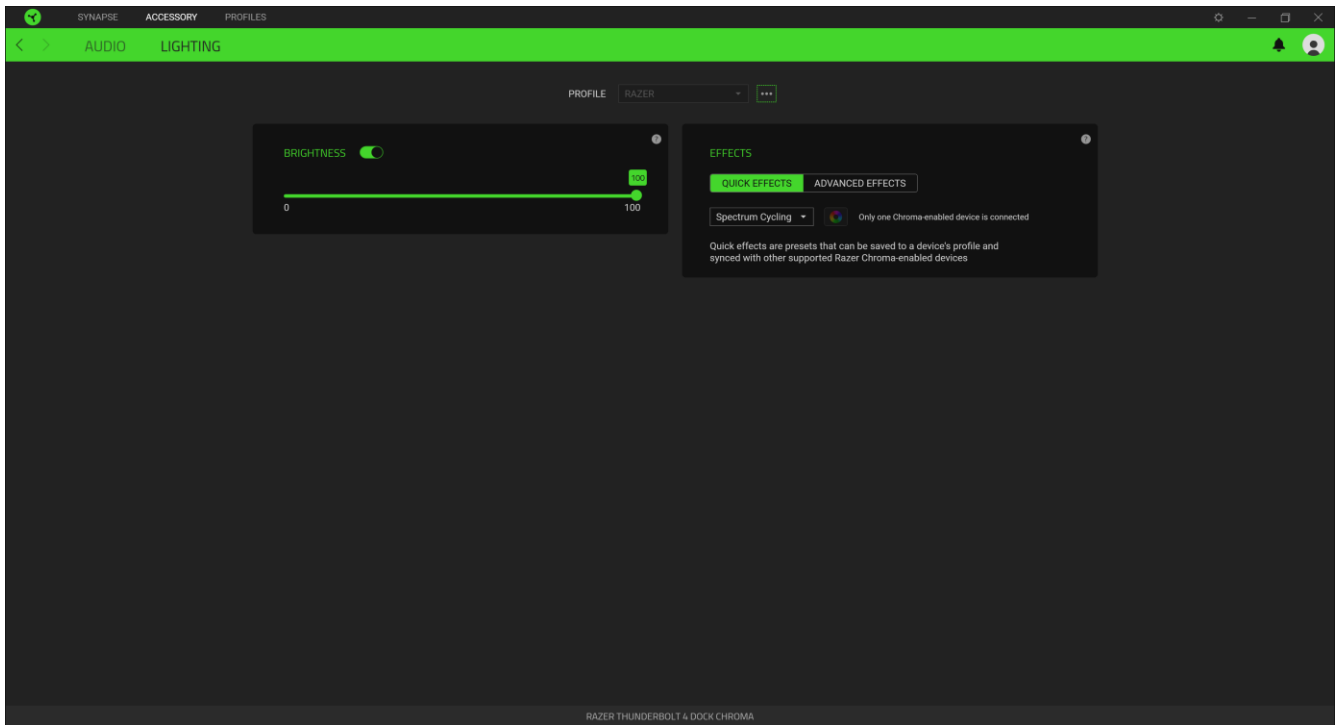 SYNAPSE ACCESSORY PROFILES
AUDIO LIGHTING
PROFILE RAZER
BRIGHTNESS
100
0 100
EFFECTS
QUICK EFFECTS ADVANCED EFFECTS
Spectrum Cycling Only one Chroma-enabled device is connected
Quick effects are presets that can be saved to a device's profile and
synced with other supported Razer Chroma-enabled devices
RAZER THUNDERBOLT 4 DOCK CHROMA